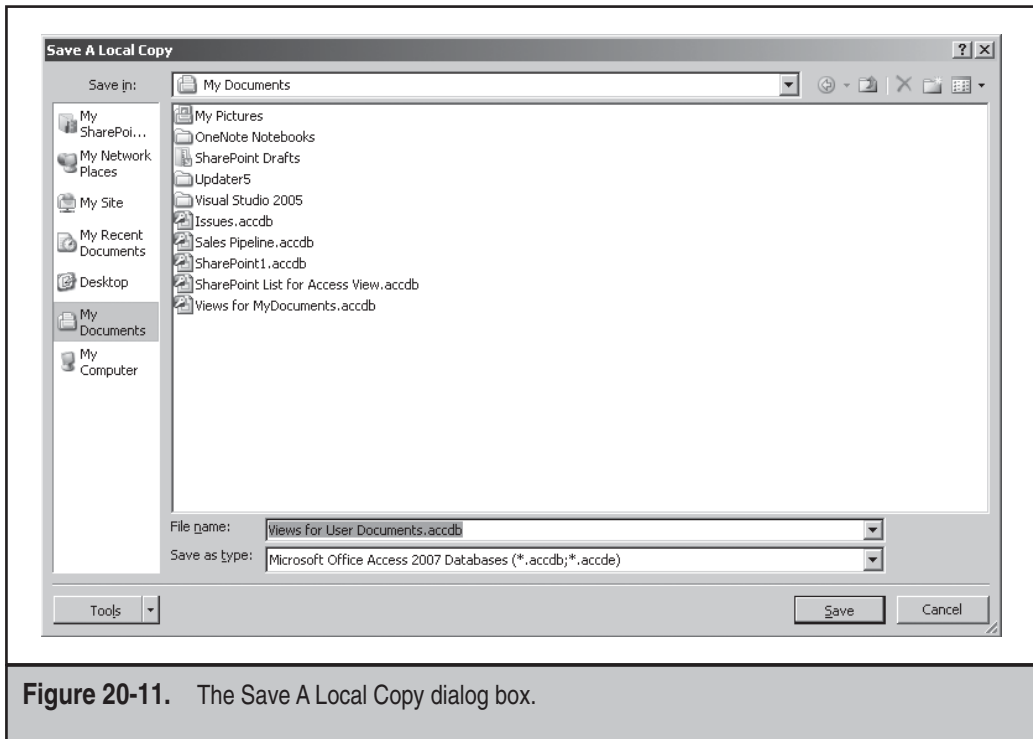 Save A Local Copy
Save in:
My Documents
My
SharePoi...
My Network
Places
My Site
My Recent
Documents
Desktop
My
Documents
My
Computer
My Pictures
OneNote Notebooks
SharePoint Drafts
Updater5
Visual Studio 2005
Issues.accdb
Sales Pipeline.accdb
SharePoint1.accdb
SharePoint List for Access View.accdb
Views for MyDocuments.accdb
File name:
Views for User Documents.accdb
Save as type:
Microsoft Office Access 2007 Databases (*.accdb;*.accde)
Tools
Save
Cancel
Figure 20-11. The Save A Local Copy dialog box.